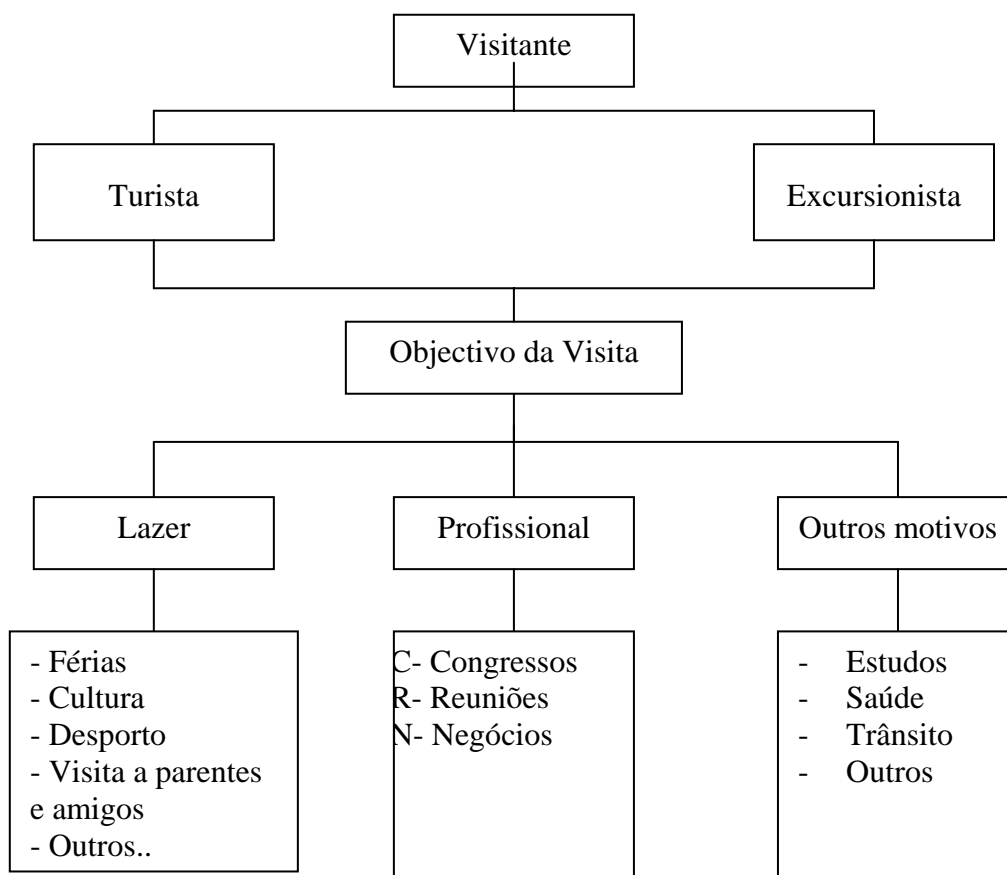 Visitante
Turista
Excursionista
Objectivo da Visita
Lazer
Profissional
Outros motivos
- Férias
- Cultura
- Desporto
- Visita a parentes
e amigos
- Outros..
C- Congressos
R- Reuniões
N- Negócios
- Estudos
- Saúde
- Trânsito
- Outros